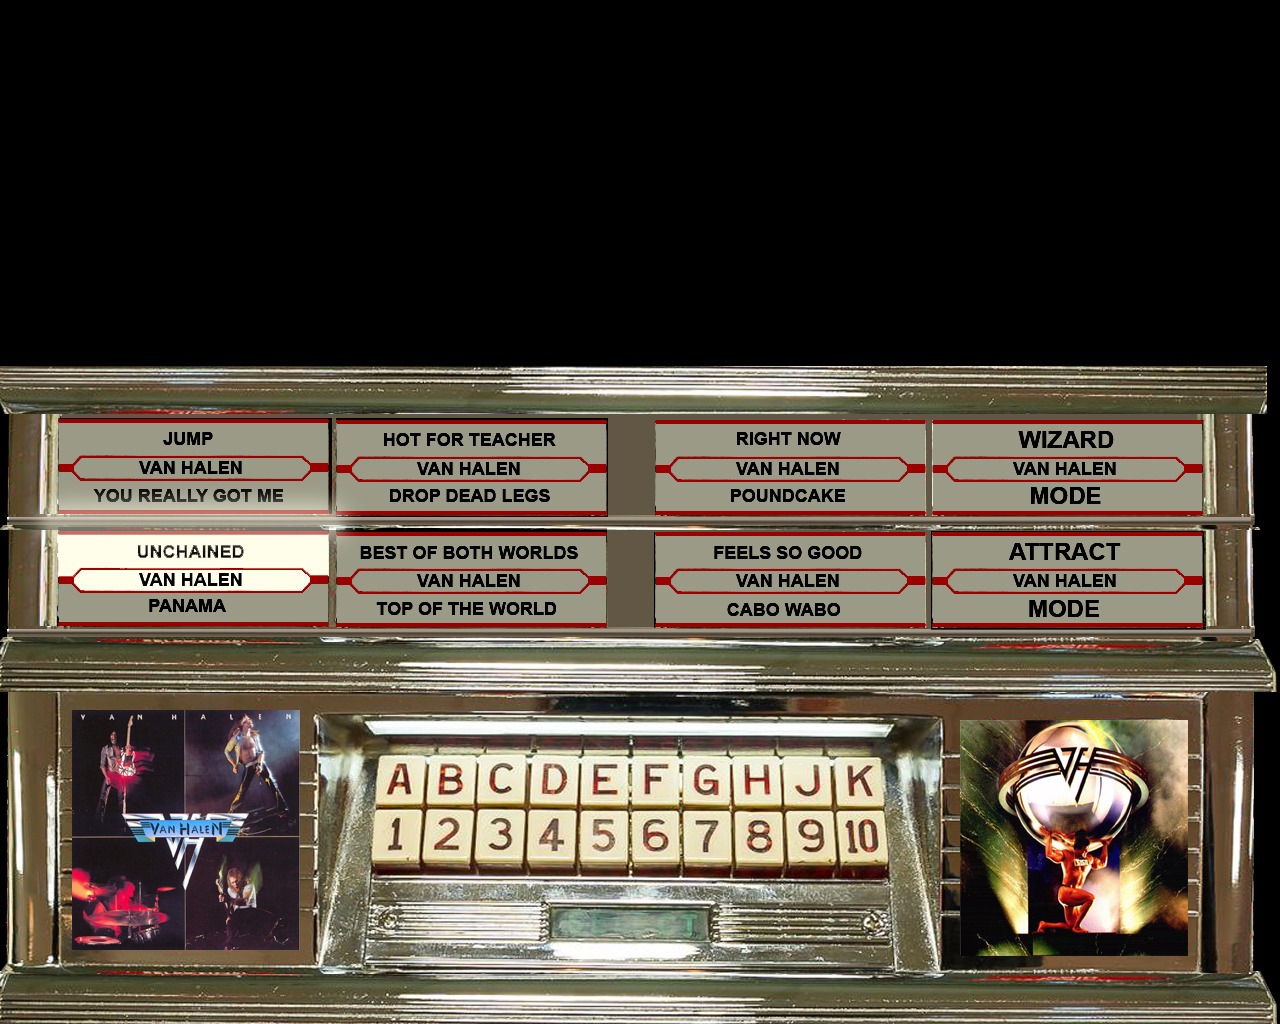 JUMP
VAN HALEN
YOU REALLY GOT ME
HOT FOR TEACHER
VAN HALEN
DROP DEAD LEGS
RIGHT NOW
VAN HALEN
POUNDCAKE
WIZARD
VAN HALEN
MODE
UNCHAINED
VAN HALEN
PANAMA
BEST OF BOTH WORLDS
VAN HALEN
TOP OF THE WORLD
FEELS SO GOOD
VAN HALEN
CABO WABO
ATTRACT
VAN HALEN
MODE
VAN HALEN
VAN HALEN
A B C D E F G H J K
1 2 3 4 5 6 7 8 9 10
VH